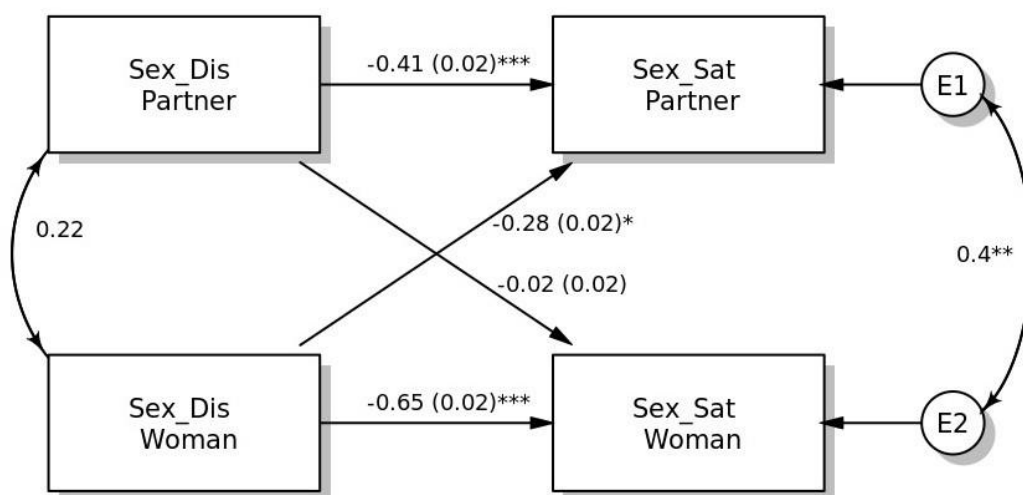 Sex_Dis
Partner
-0.41 (0.02)***
Sex_Sat
Partner
E1
0.22
-0.28 (0.02)*
0.4**
-0.02 (0.02)
Sex_Dis
Woman
-0.65 (0.02)***
Sex_Sat
Woman
E2